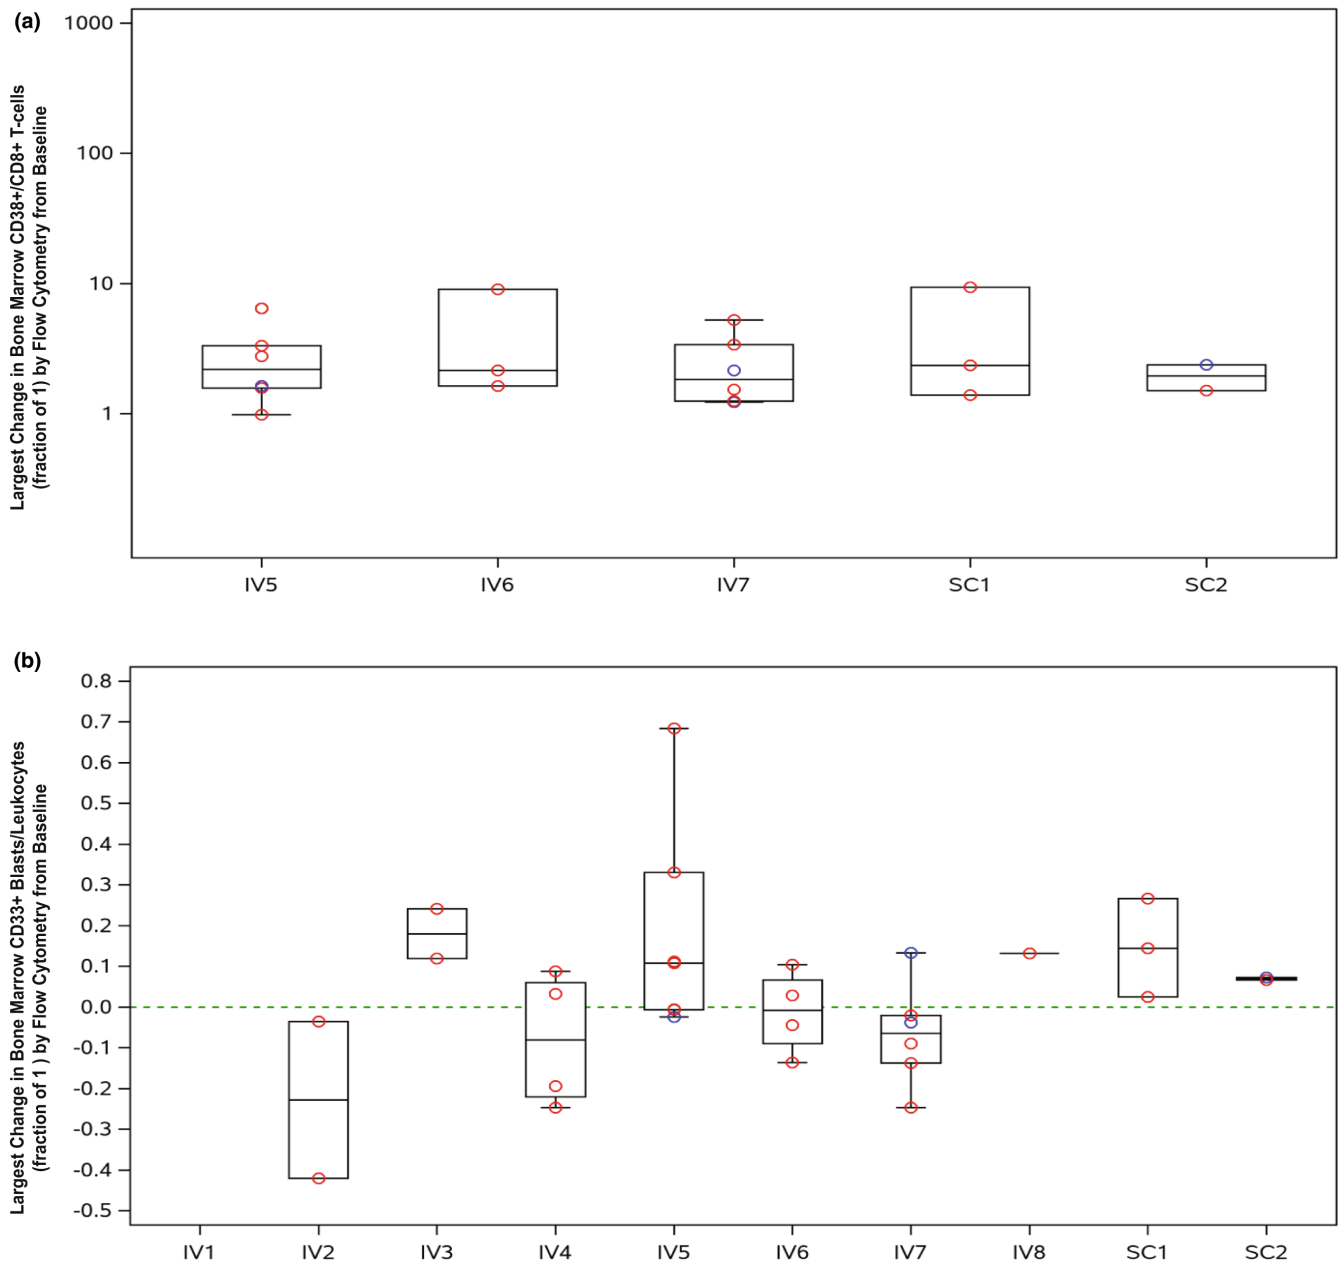 (a)
Largest Change in Bone Marrow CD38+/CD8+ T-cells
(fraction of 1) by Flow Cytometry from Baseline
1000
100
10
1
IV5 IV6 IV7 SC1 SC2
(b)
Largest Change in Bone Marrow CD33+ Blasts/Leukocytes
(fraction of 1 ) by Flow Cytometry from Baseline
0.8
0.7
0.6
0.5
0.4
0.3
0.2
0.1
0.0
-0.1
-0.2
-0.3
-0.4
-0.5
IV1 IV2 IV3 IV4 IV5 IV6 IV7 IV8 SC1 SC2